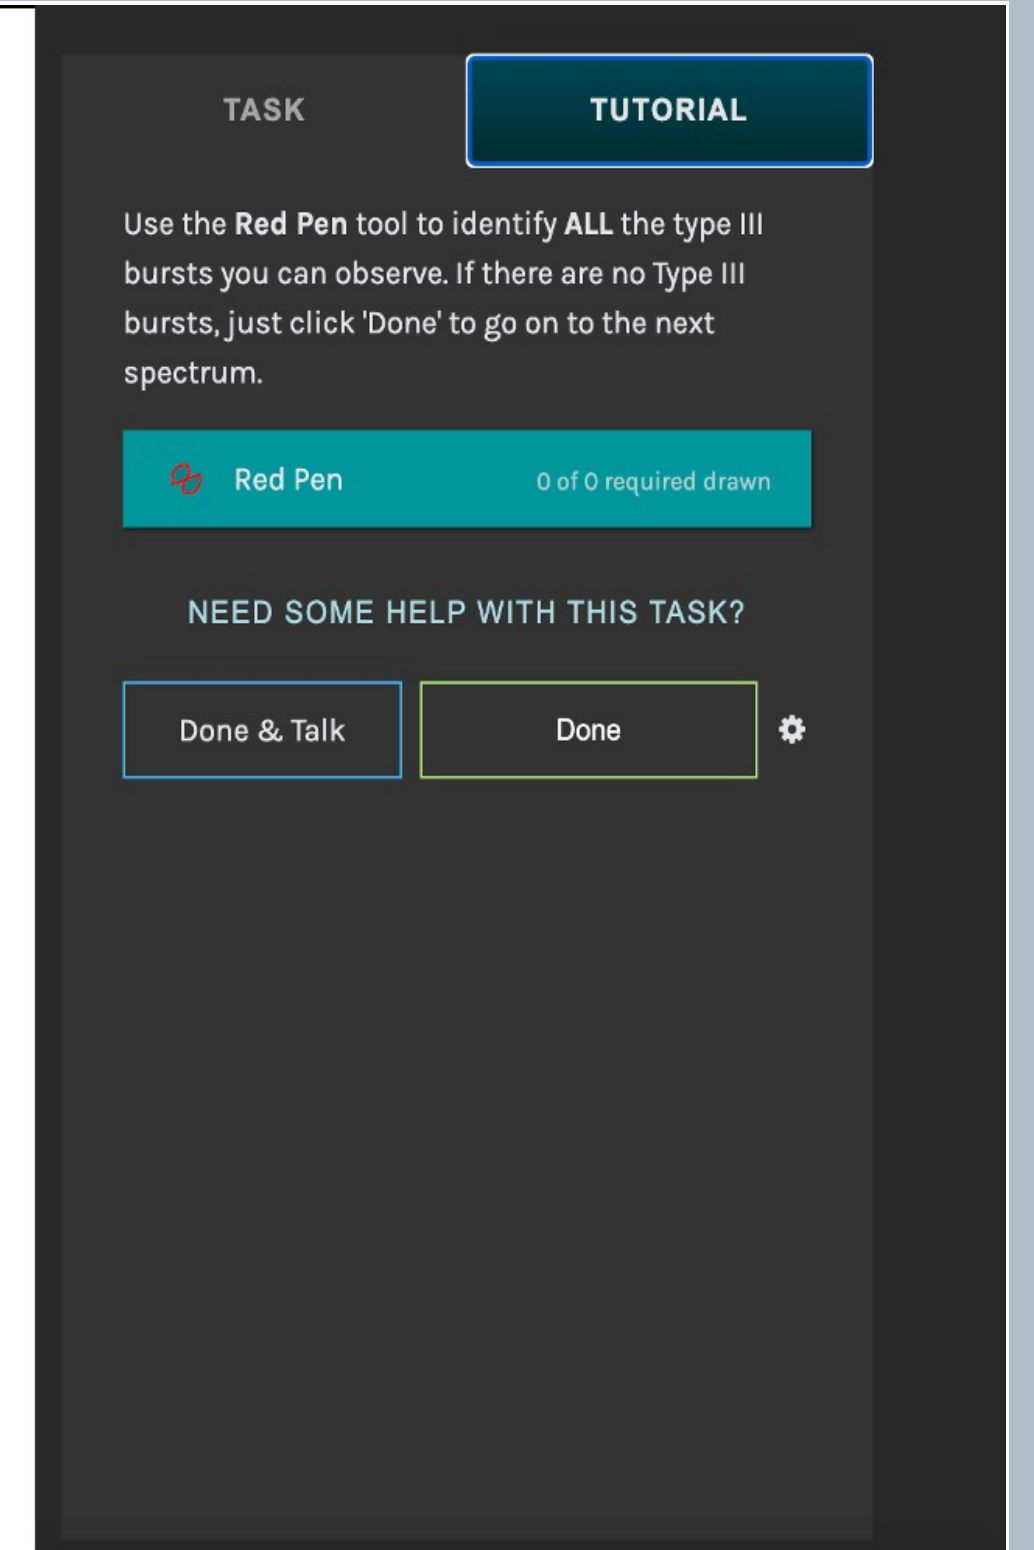 TASK
TUTORIAL
Use the Red Pen tool to identify ALL the type III
bursts you can observe. If there are no Type III
bursts, just click 'Done' to go on to the next
spectrum.
Red Pen
0 of 0 required drawn
NEED SOME HELP WITH THIS TASK?
Done & Talk
Done